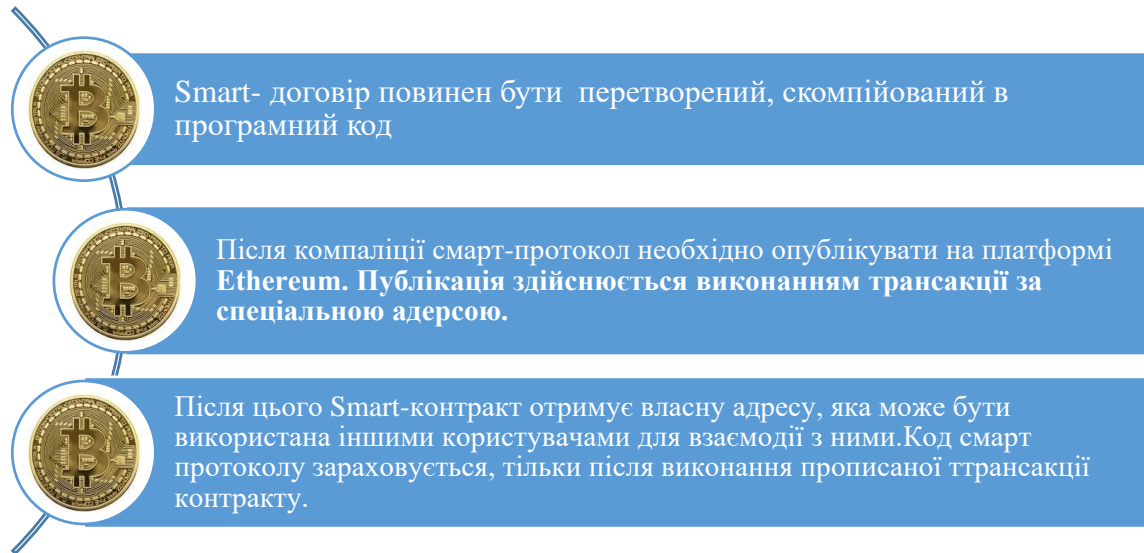 Smart- договір повинен бути перетворений, скомпійований в
програмний код
Після компаліції смарт-протокол необхідно опублікувати на платформі
Ethereum. Публікація здійснюється виконанням трансакції за
спеціальною адерсою.
Після цього Smart-контракт отримує власну адресу, яка може бути
використана іншими користувачами для взаємодії з ними.Код смарт
протоколу зараховується, тільки після виконання прописаної ттрансакції
контракту.